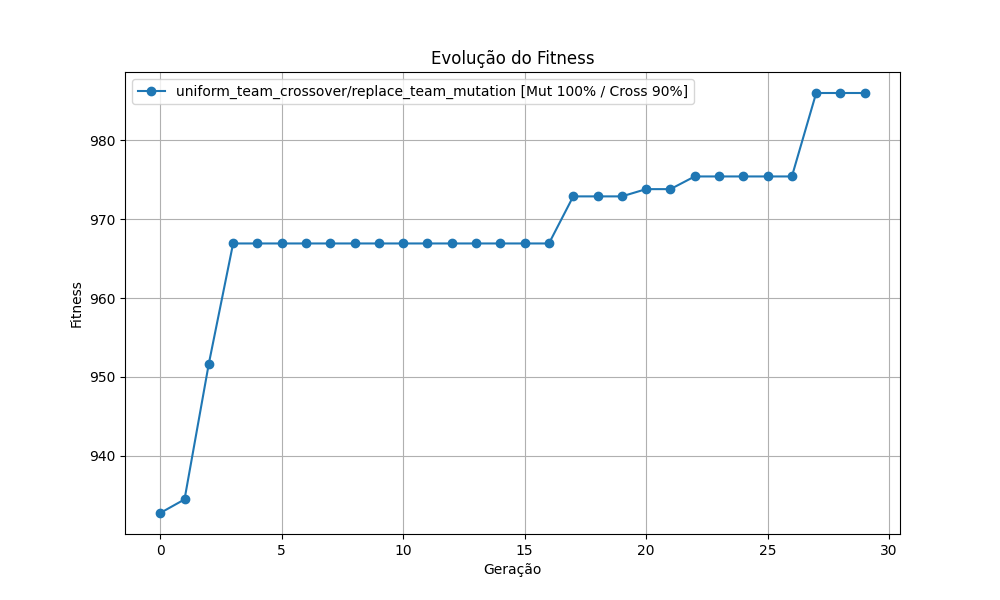 Evolução do Fitness
uniform_team_crossover/replace_team_mutation [Mut 100% / Cross 90%]
980
970
960
950
940
Fitness
0 5 10 15 20 25 30
Geração